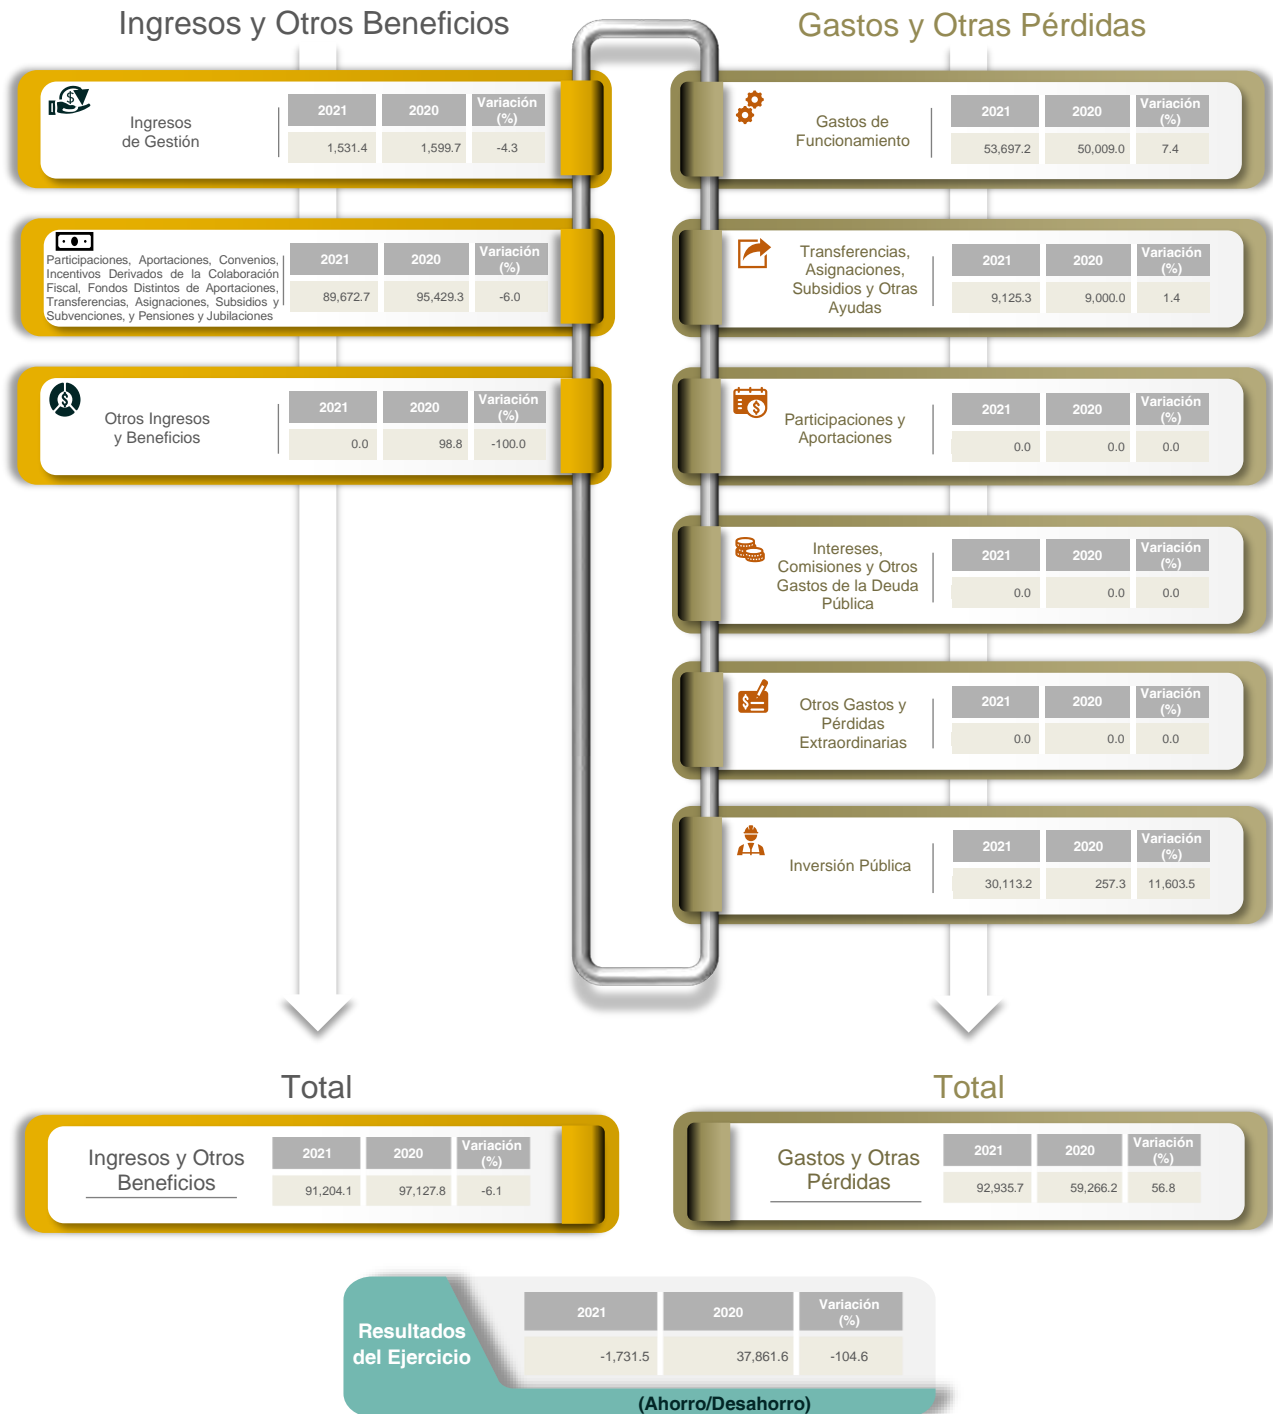 Ingresos y Otros Beneficios
Ingresos
de Gestión
2021 2020 Variación (%)
1,531.4 1,599.7 -4.3
Participaciones, Aportaciones, Convenios,
Incentivos Derivados de la Colaboración
Fiscal, Fondos Distintos de Aportaciones,
Transferencias, Asignaciones, Subsidios y
Subvenciones, y Pensiones y Jubilaciones
2021 2020 Variación (%)
89,672.7 95,429.3 -6.0
Otros Ingresos
y Beneficios
2021 2020 Variación (%)
0.0 98.8 -100.0
Gastos y Otras Pérdidas
Gastos de
Funcionamiento
2021 2020 Variación (%)
53,697.2 50,009.0 7.4
Transferencias,
Asignaciones,
Subsidios y Otras
Ayudas
2021 2020 Variación (%)
9,125.3 9,000.0 1.4
Participaciones y
Aportaciones
2021 2020 Variación (%)
0.0 0.0 0.0
Intereses,
Comisiones y Otros
Gastos de la Deuda
Pública
2021 2020 Variación (%)
0.0 0.0 0.0
Otros Gastos y
Pérdidas
Extraordinarias
2021 2020 Variación (%)
0.0 0.0 0.0
Inversión Pública
2021 2020 Variación (%)
30,113.2 257.3 11,603.5
Total
Ingresos y Otros
Beneficios
2021 2020 Variación (%)
91,204.1 97,127.8 -6.1
Total
Gastos y Otras
Pérdidas
2021 2020 Variación (%)
92,935.7 59,266.2 56.8
Resultados
del Ejercicio
2021 2020 Variación (%)
-1,731.5 37,861.6 -104.6
(Ahorro/Desahorro)